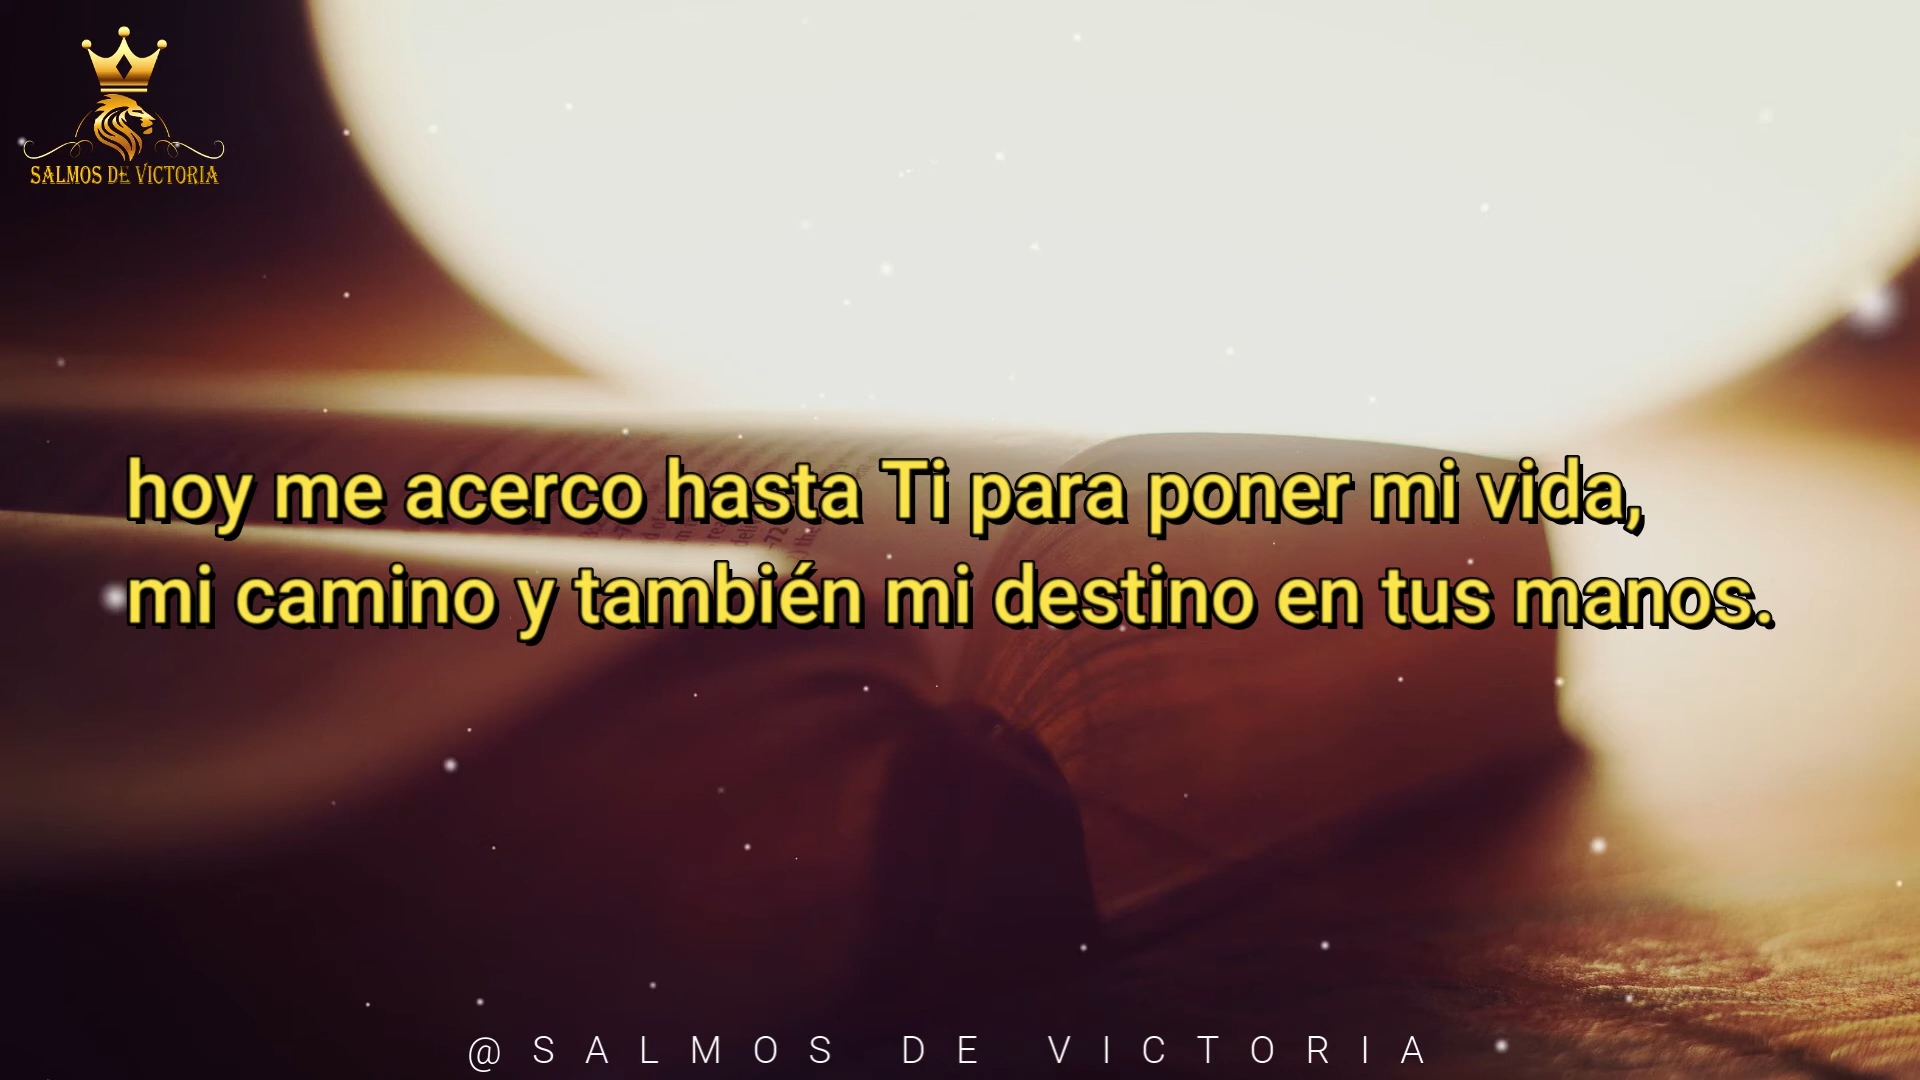 SALMOS DE VICTORIA
hoy me acerco hasta Ti para poner mi vida,
mi camino y también mi destino en tus manos.
@SALMOS DE VICTORIA